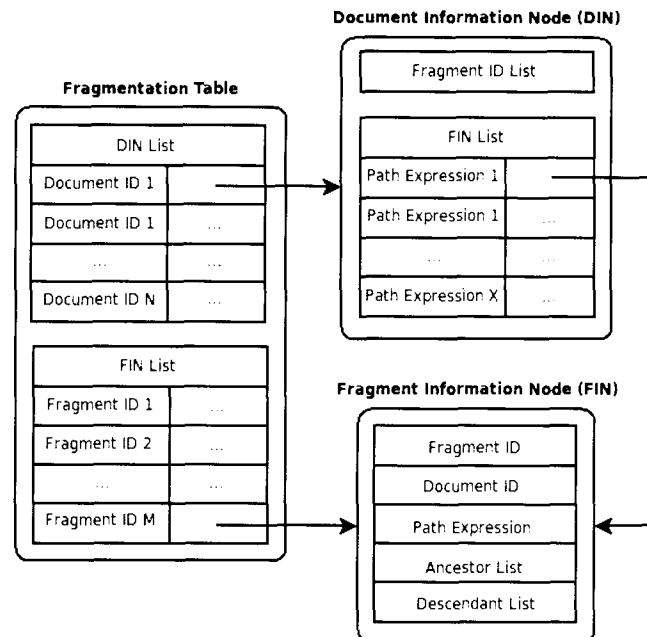 Document Information Node (DIN)
Fragment ID List
FIN List
Path Expression 1
Path Expression 1 ...
... ...
Path Expression X ...
Fragmentation Table
DIN List
Document ID 1
Document ID 1 ...
... ...
Document ID N ...
FIN List
Fragment ID 1 ...
Fragment ID 2 ...
... ...
Fragment ID M
Fragment Information Node (FIN)
Fragment ID
Document ID
Path Expression
Ancestor List
Descendant List